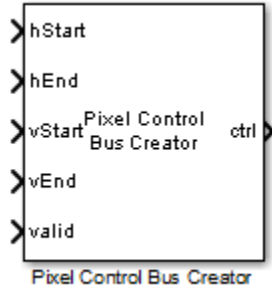 hStart
hEnd
vStart
Pixel Control
Bus Creator
ctrl
vEnd
valid
Pixel Control Bus Creator